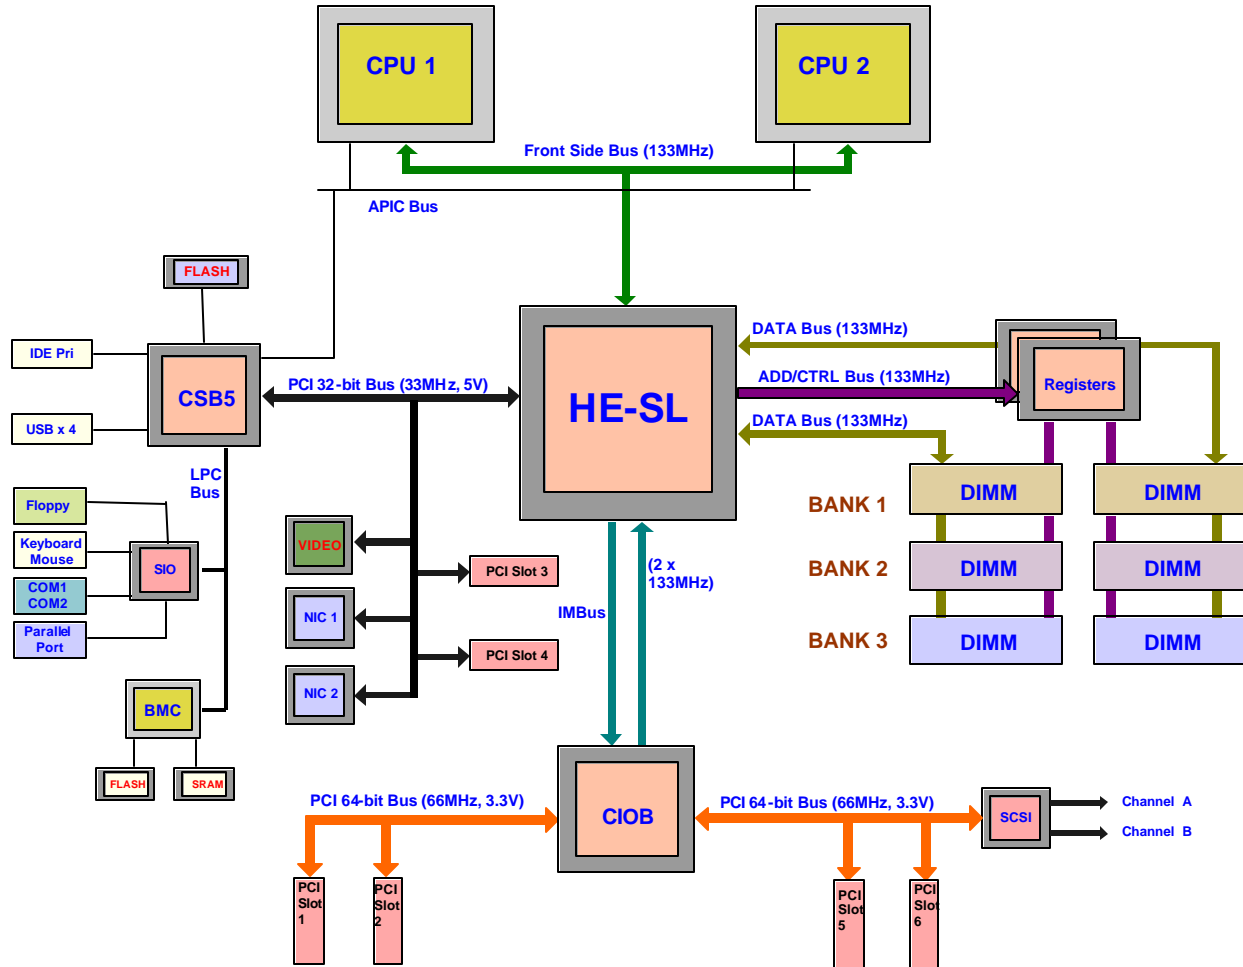 CPU 1
CPU 2
Front Side Bus (133MHz)
APIC Bus
FLASH
IDE Pri
CSB5
USB x 4
PCI 32-bit Bus (33MHz, 5V)
HE-SL
DATA Bus (133MHz)
ADD/CTRL Bus (133MHz)
DATA Bus (133MHz)
Registers
LPC
Bus
Floppy
Keyboard
Mouse
COM1
COM2
Parallel
Port
SIO
BMC
FLASH
SRAM
VIDEO
NIC 1
NIC 2
PCI Slot 3
PCI Slot 4
IMBus
(2 x
133MHz)
BANK 1
DIMM
DIMM
BANK 2
DIMM
DIMM
BANK 3
DIMM
DIMM
PCI 64-bit Bus (66MHz, 3.3V)
CIOB
PCI 64-bit Bus (66MHz, 3.3V)
SCSI
Channel A
Channel B
PCI
Slot
1
PCI
Slot
2
PCI
Slot
5
PCI
Slot
6